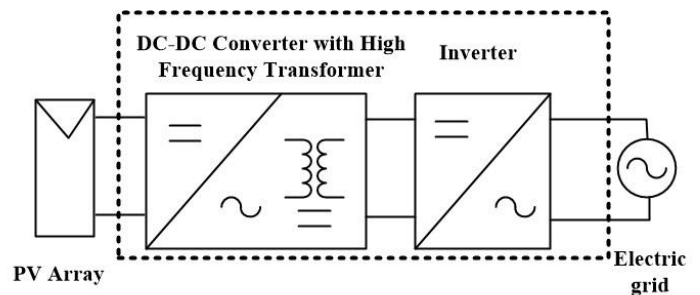 DC-DC Converter with High
Frequency Transformer
Inverter
PV Array
Electric
grid